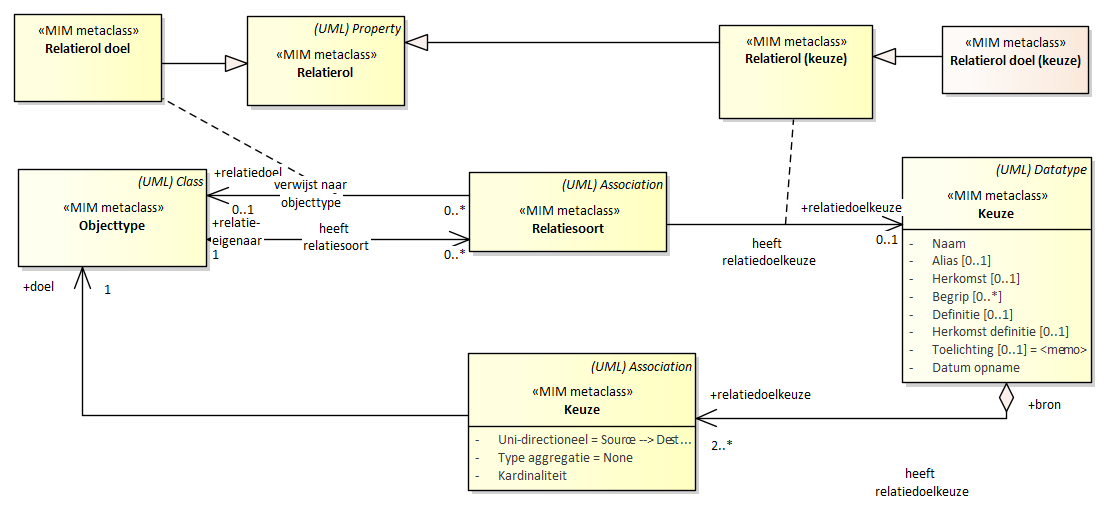 «MIM metaclass»
Relatierol doel
(UML) Property
«MIM metaclass»
Relatierol
«MIM metaclass»
Relatierol (keuze)
«MIM metaclass»
Relatierol doel (keuze)
(UML) Class
«MIM metaclass»
Objecttype
+relatiedoel
0..1
verwijst naar
objecttype
0..*
+relatie-
eigenaar
1
heeft
relatiesoort
0..*
(UML) Association
«MIM metaclass»
Relatiesoort
+relatiedoelkeuze
0..1
heeft
relatiedoelkeuze
(UML) Datatype
«MIM metaclass»
Keuze
- Naam
- Alias [0..1]
- Herkomst [0..1]
- Begrip [0..*]
- Definitie [0..1]
- Herkomst definitie [0..1]
- Toelichting [0..1] = <memo>
- Datum opname
+doel
1
(UML) Association
«MIM metaclass»
Keuze
- Uni-directioneel = Source --> Dest...
- Type aggregatie = None
- Kardinaliteit
+relatiedoelkeuze
2..*
+bron
heeft
relatiedoelkeuze